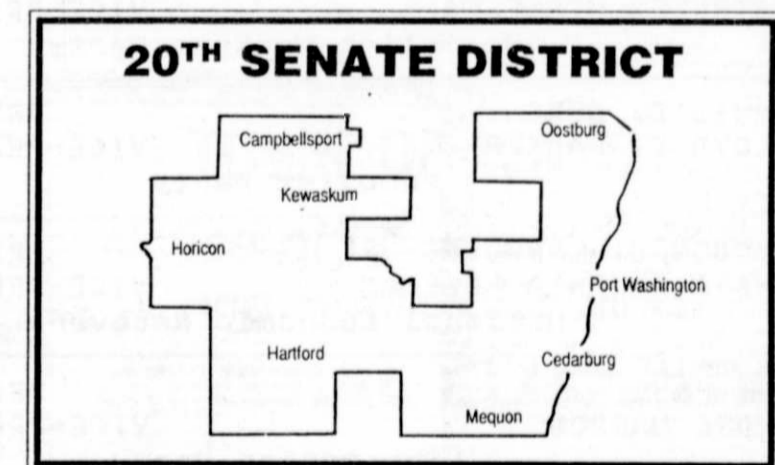 20TH SENATE DISTRICT
Campbellsport
Oostburg
Kewaskum
Horicon
Port Washington
Hartford
Cedarburg
Mequon